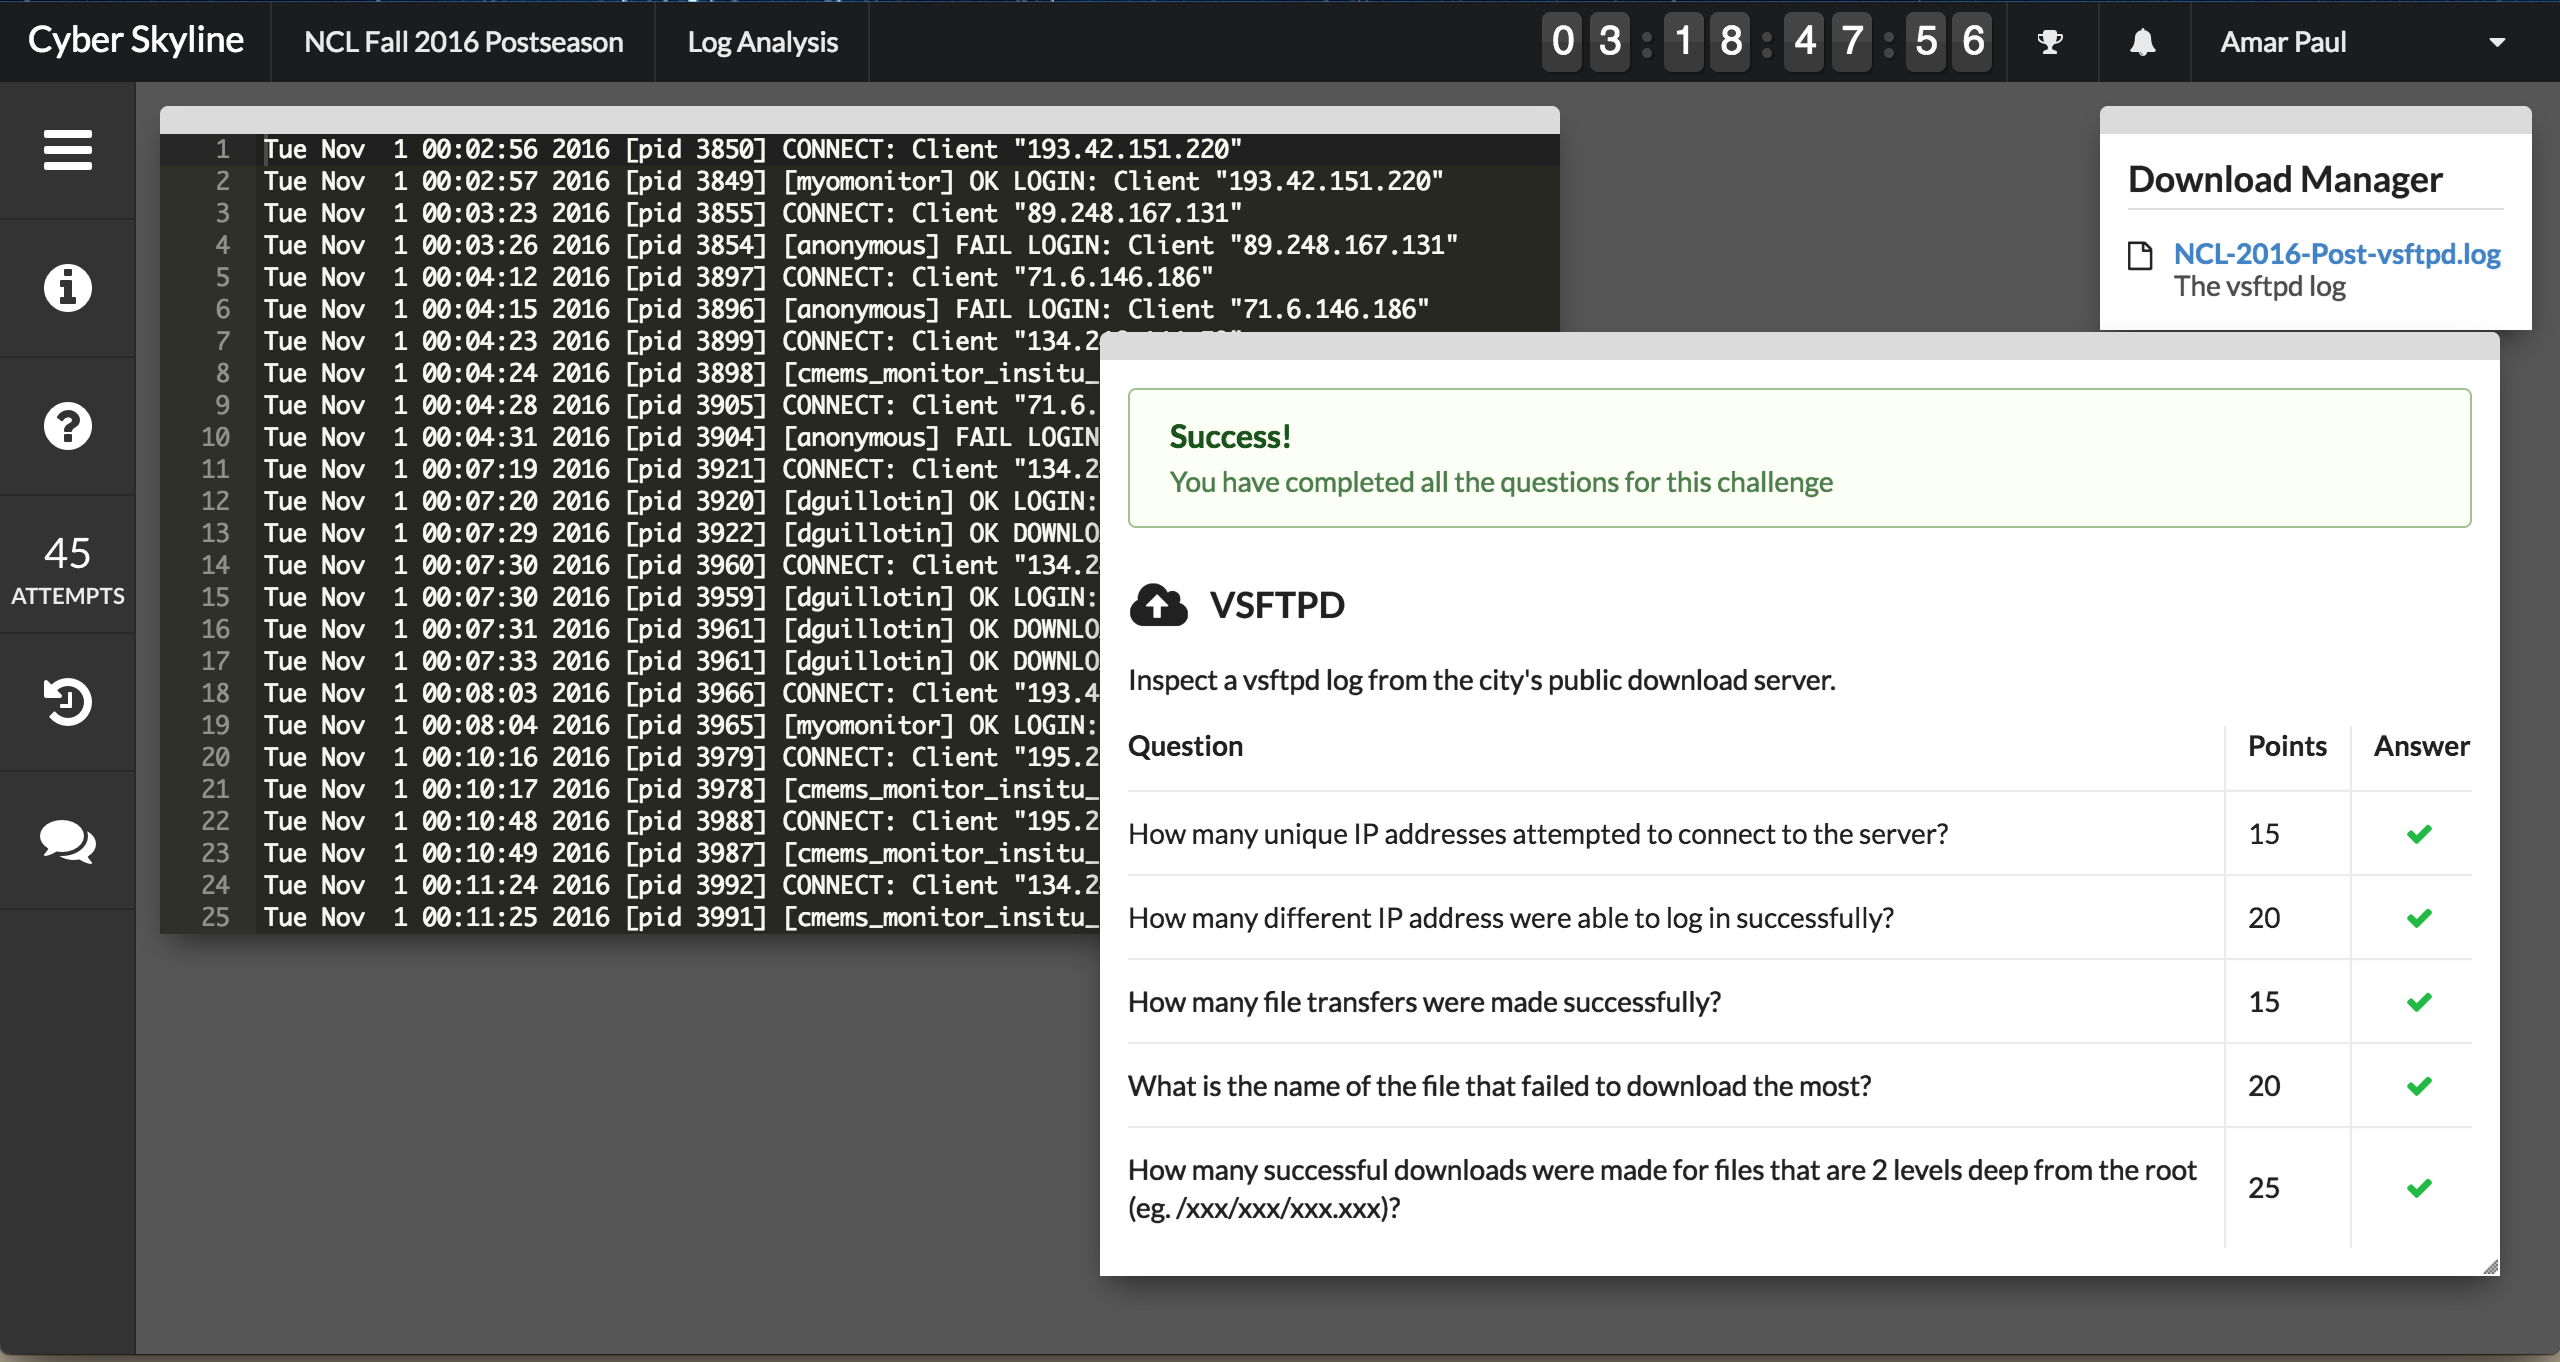 Cyber Skyline
NCL Fall 2016 Postseason
Log Analysis
03:18:47:56
Amar Paul
45
ATTEMPTS
1 Tue Nov  1 00:02:56 2016 [pid 3850] CONNECT: Client "193.42.151.220"
2 Tue Nov  1 00:02:57 2016 [pid 3849] [myomonitor] OK LOGIN: Client "193.42.151.220"
3 Tue Nov  1 00:03:23 2016 [pid 3855] CONNECT: Client "89.248.167.131"
4 Tue Nov  1 00:03:26 2016 [pid 3854] [anonymous] FAIL LOGIN: Client "89.248.167.131"
5 Tue Nov  1 00:04:12 2016 [pid 3897] CONNECT: Client "71.6.146.186"
6 Tue Nov  1 00:04:15 2016 [pid 3896] [anonymous] FAIL LOGIN: Client "71.6.146.186"
7 Tue Nov  1 00:04:23 2016 [pid 3899] CONNECT: Client "134.2
8 Tue Nov  1 00:04:24 2016 [pid 3898] [cmems_monitor_insitu_
9 Tue Nov  1 00:04:28 2016 [pid 3905] CONNECT: Client "71.6.
10 Tue Nov  1 00:04:31 2016 [pid 3904] [anonymous] FAIL LOGIN
11 Tue Nov  1 00:07:19 2016 [pid 3921] CONNECT: Client "134.2
12 Tue Nov  1 00:07:20 2016 [pid 3920] [dguillotin] OK LOGIN:
13 Tue Nov  1 00:07:29 2016 [pid 3922] [dguillotin] OK DOWNLO
14 Tue Nov  1 00:07:30 2016 [pid 3960] CONNECT: Client "134.2
15 Tue Nov  1 00:07:30 2016 [pid 3959] [dguillotin] OK LOGIN:
16 Tue Nov  1 00:07:31 2016 [pid 3961] [dguillotin] OK DOWNLO
17 Tue Nov  1 00:07:33 2016 [pid 3961] [dguillotin] OK DOWNLO
18 Tue Nov  1 00:08:03 2016 [pid 3966] CONNECT: Client "193.4
19 Tue Nov  1 00:08:04 2016 [pid 3965] [myomonitor] OK LOGIN:
20 Tue Nov  1 00:10:16 2016 [pid 3979] CONNECT: Client "195.2
21 Tue Nov  1 00:10:17 2016 [pid 3978] [cmems_monitor_insitu_
22 Tue Nov  1 00:10:48 2016 [pid 3988] CONNECT: Client "195.2
23 Tue Nov  1 00:10:49 2016 [pid 3987] [cmems_monitor_insitu_
24 Tue Nov  1 00:11:24 2016 [pid 3992] CONNECT: Client "134.2
25 Tue Nov  1 00:11:25 2016 [pid 3991] [cmems_monitor_insitu_
Download Manager
NCL-2016-Post-vsftpd.log
The vsftpd log
Success!
You have completed all the questions for this challenge
VSFTPD
Inspect a vsftpd log from the city's public download server.
Question Points Answer
How many unique IP addresses attempted to connect to the server? 15
How many different IP address were able to log in successfully? 20
How many file transfers were made successfully? 15
What is the name of the file that failed to download the most? 20
How many successful downloads were made for files that are 2 levels deep from the root
(eg. /xxx/xxx/xxx.xxx)? 25